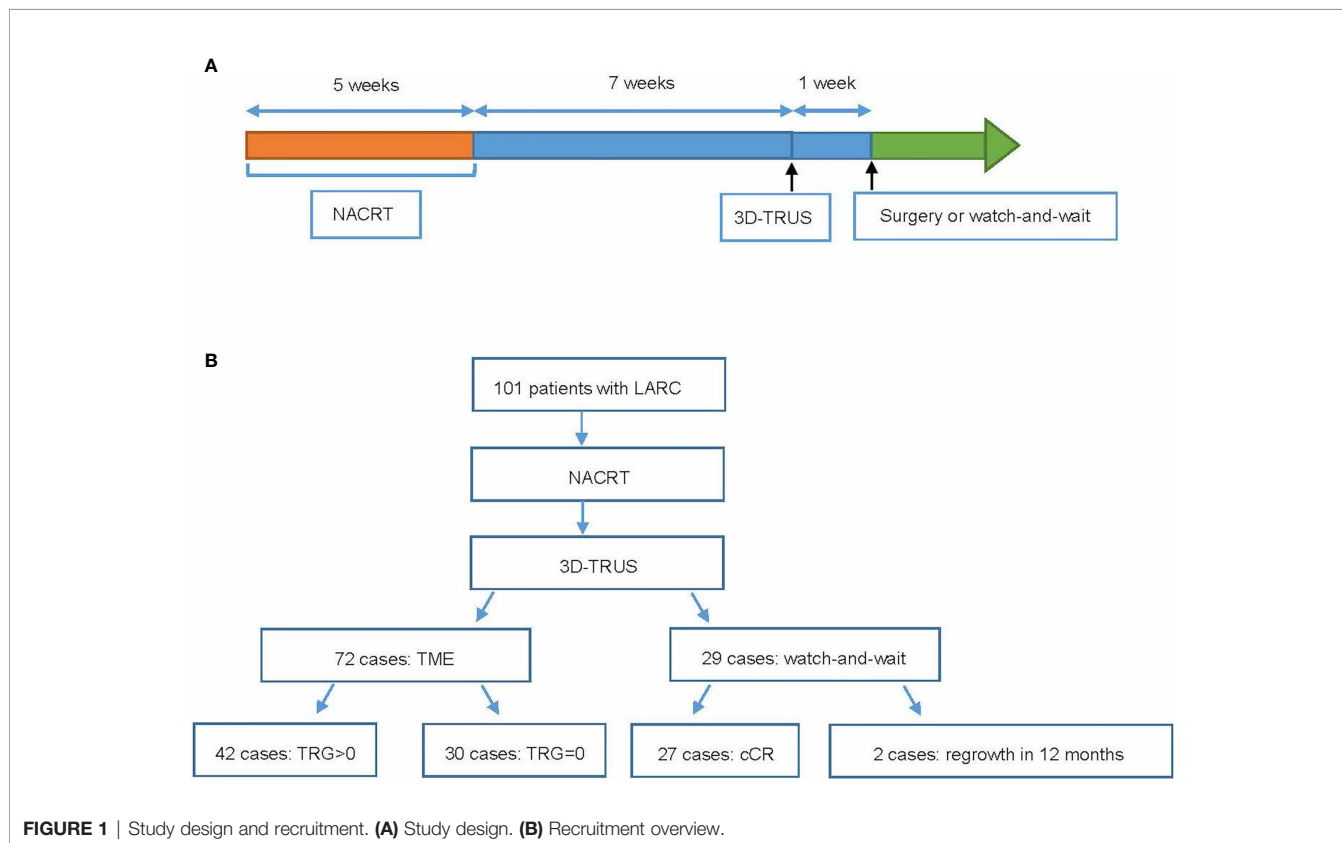 A
5 weeks
7 weeks
1 week
NACRT
3D-TRUS
Surgery or watch-and-wait
B
101 patients with LARC
NACRT
3D-TRUS
72 cases: TME
29 cases: watch-and-wait
42 cases: TRG>0
30 cases: TRG=0
27 cases: cCR
2 cases: regrowth in 12 months
FIGURE 1 | Study design and recruitment. (A) Study design. (B) Recruitment overview.